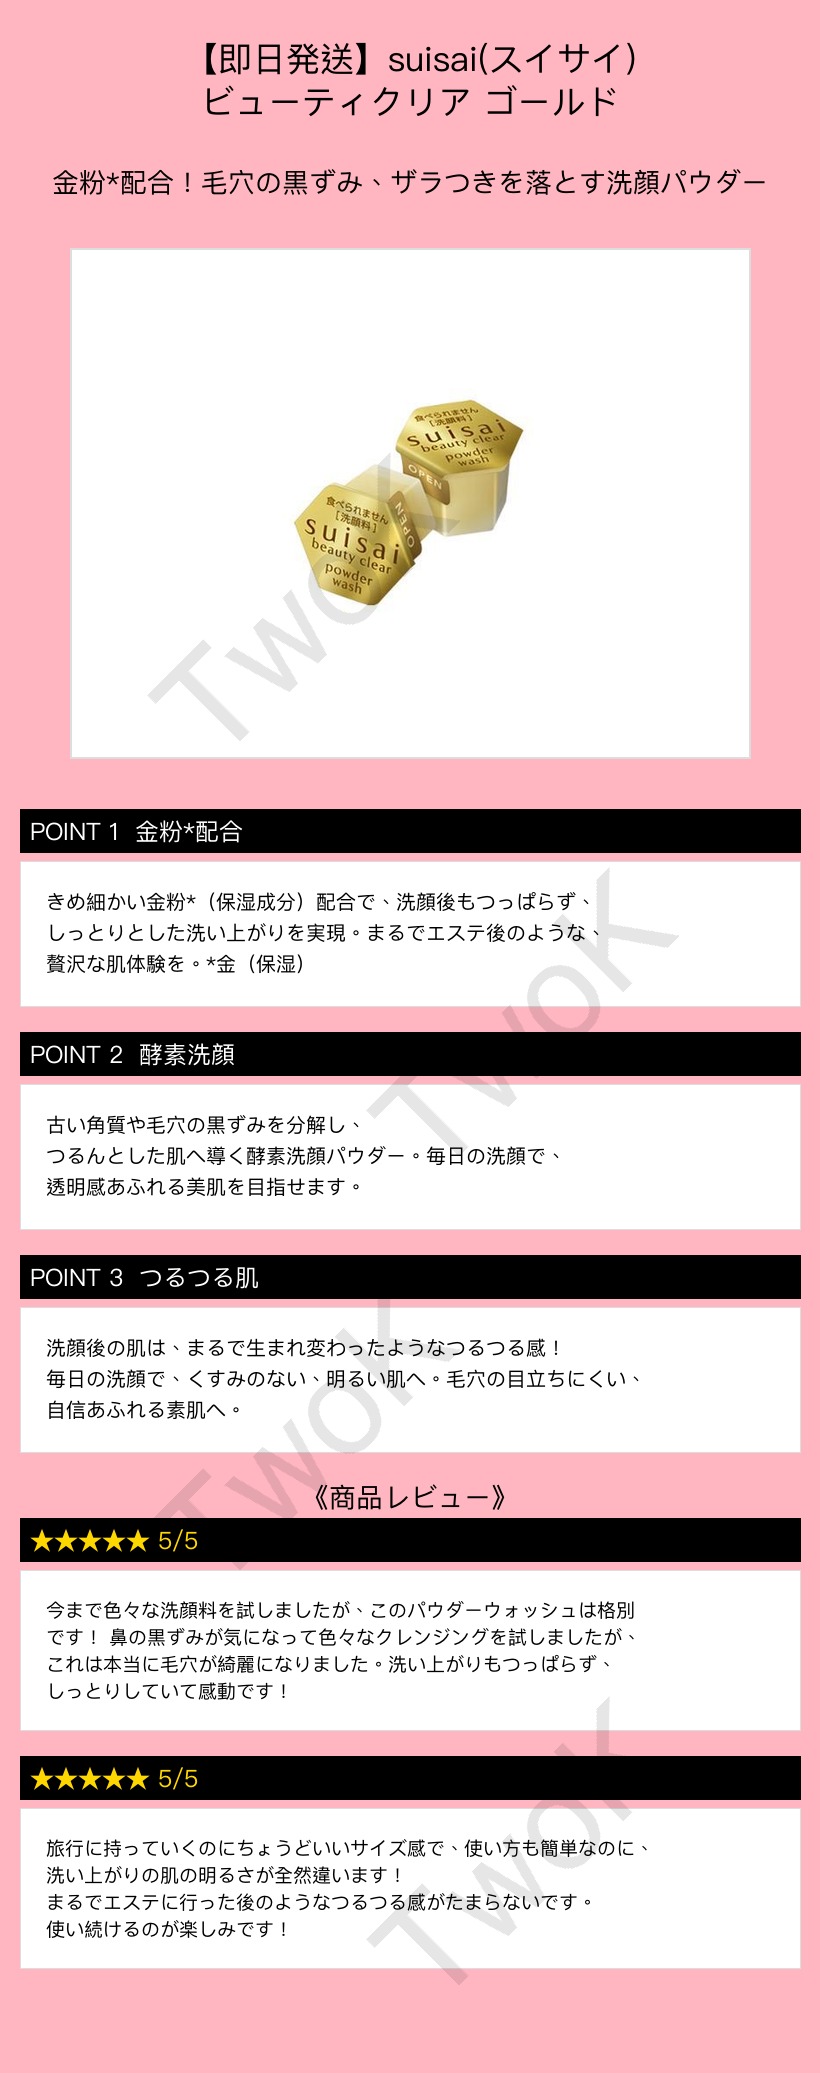 【即日発送】suisai(スイサイ)
ビューティクリア ゴールド
金粉*配合！毛穴の黒ずみ、ザラつきを落とす洗顔パウダー
食べられません
[洗顔料]
suisai
beauty clear
powder
wash
OPEN
食べられません
[洗顔料]
suisai
beauty clear
powder
wash
OPEN
TwoK
POINT 1 金粉*配合
きめ細かい金粉*（保湿成分）配合で、洗顔後もつっぱらず、
しっとりとした洗い上がりを実現。まるでエステ後のような、
贅沢な肌体験を。*金（保湿）
TwoK
POINT 2 酵素洗顔
古い角質や毛穴の黒ずみを分解し、
つるんとした肌へ導く酵素洗顔パウダー。毎日の洗顔で、
透明感あふれる美肌を目指せます。
POINT 3 つるつる肌
洗顔後の肌は、まるで生まれ変わったようなつるつる感！
毎日の洗顔で、くすみのない、明るい肌へ。毛穴の目立ちにくい、
自信あふれる素肌へ。
TwoK
《商品レビュー》
★★★★★ 5/5
今まで色々な洗顔料を試しましたが、このパウダーウォッシュは格別
です！ 鼻の黒ずみが気になって色々なクレンジングを試しましたが、
これは本当に毛穴が綺麗になりました。洗い上がりもつっぱらず、
しっとりしていて感動です！
★★★★★ 5/5
旅行に持っていくのにちょうどいいサイズ感で、使い方も簡単なのに、
洗い上がりの肌の明るさが全然違います！
まるでエステに行った後のようなつるつる感がたまらないです。
使い続けるのが楽しみです！
TwoK